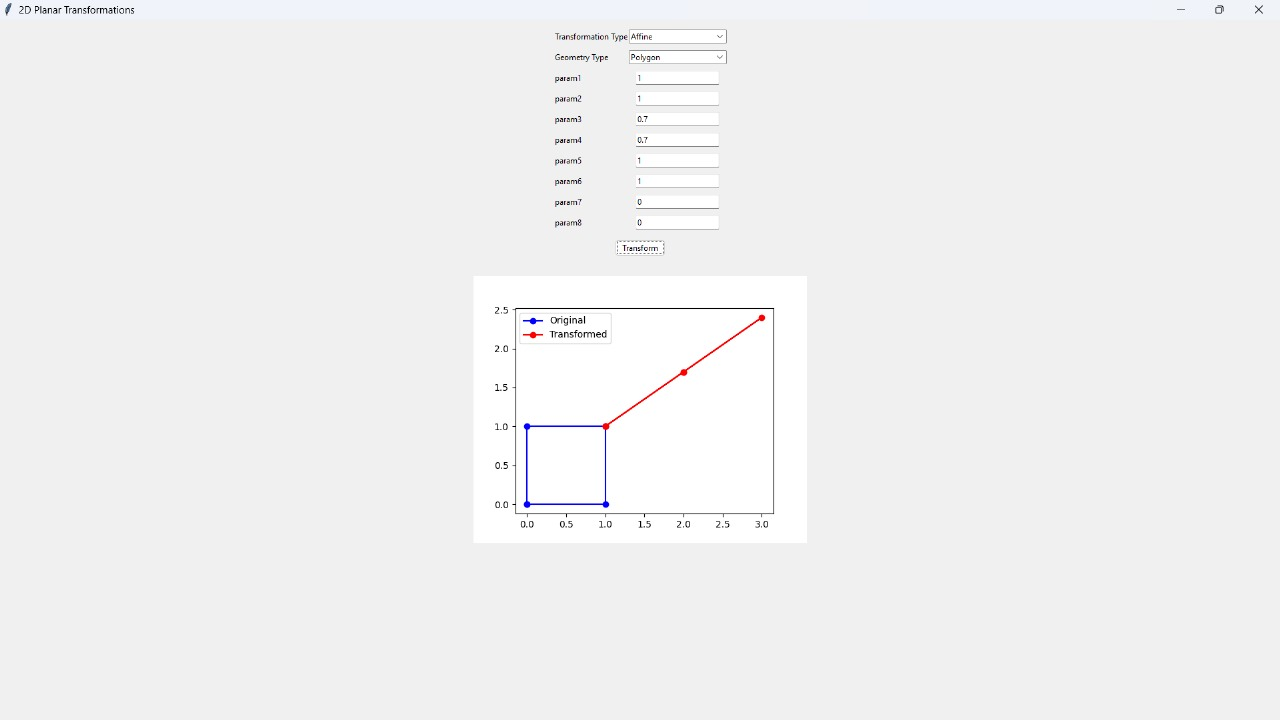 2D Planar Transformations
Transformation Type Affine
Geometry Type Polygon
param1 1
param2 1
param3 0.7
param4 0.7
param5 1
param6 1
param7 0
param8 0
Transform
Original
Transformed
2.5
2.0
1.5
1.0
0.5
0.0
0.0 0.5 1.0 1.5 2.0 2.5 3.0